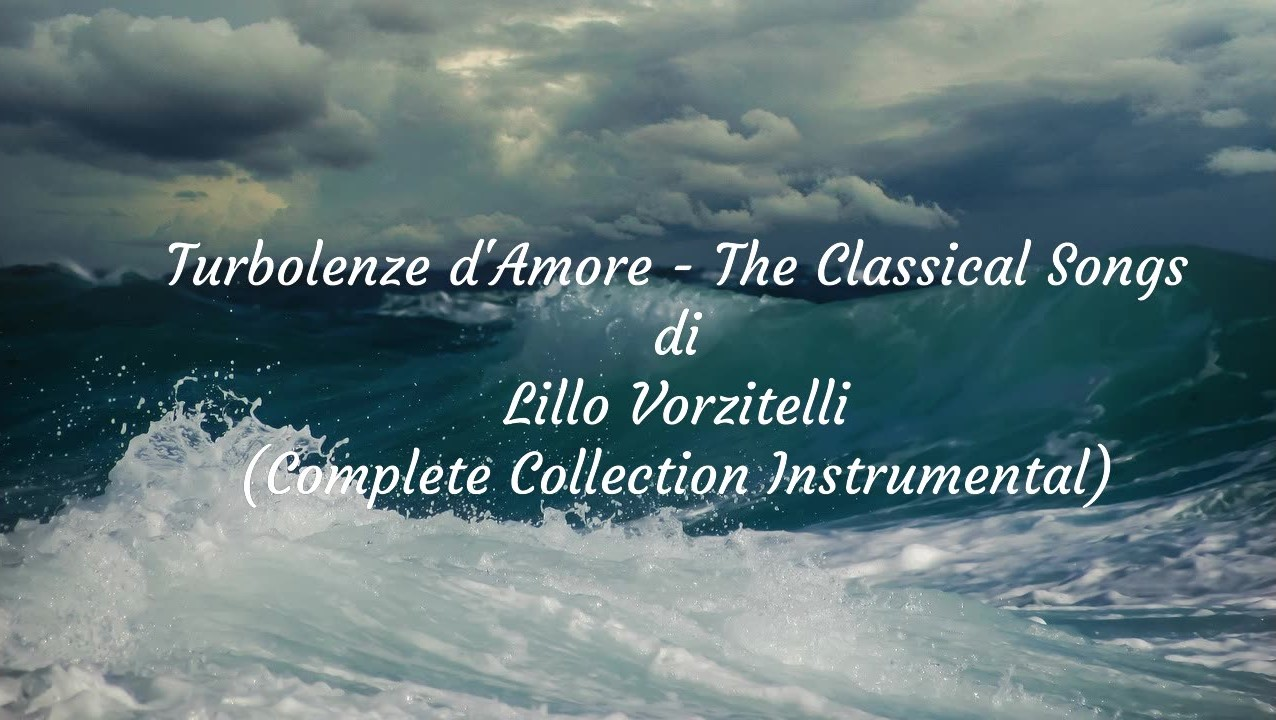 Turbolenze d'Amore - The Classical Songs
di
Lillo Vorzitelli
(Complete Collection Instrumental)